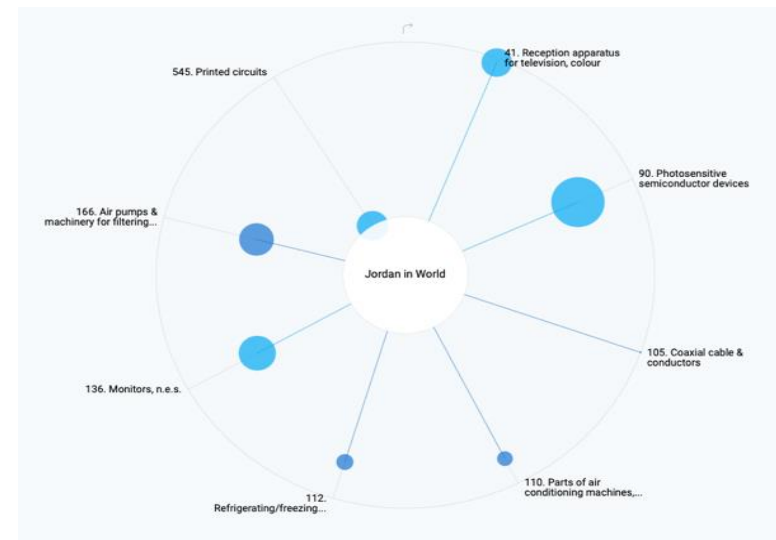 41. Reception apparatus
for television, colour
545. Printed circuits
90. Photosensitive
semiconductor devices
166. Air pumps &
machinery for filtering...
Jordan in World
105. Coaxial cable &
conductors
136. Monitors, n.e.s.
110. Parts of air
conditioning machines,...
112.
Refrigerating/freezing...